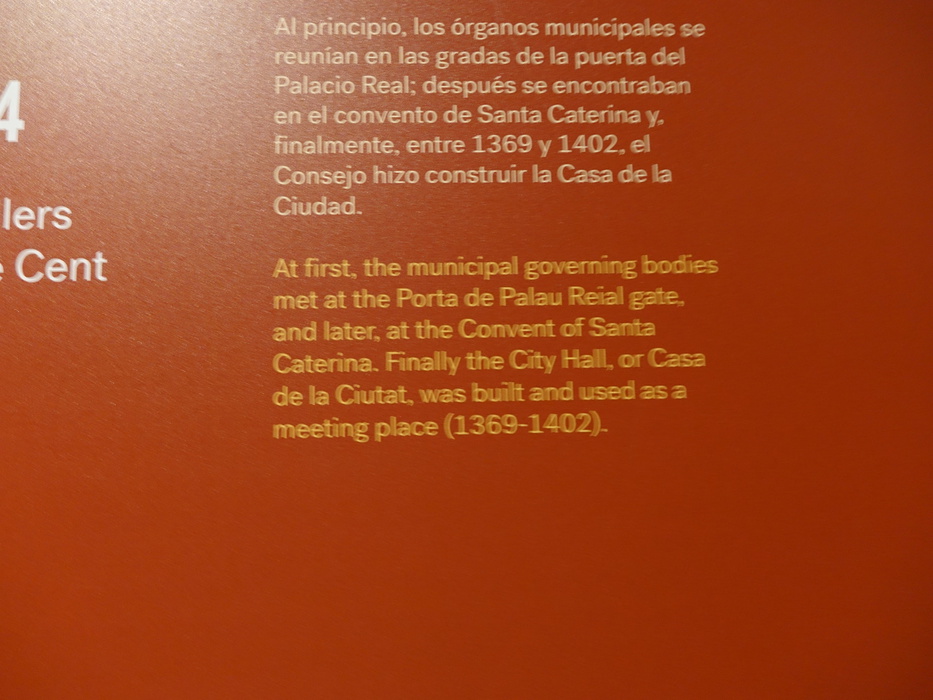 4
llers
e Cent
Al principio, los órganos municipales se
reunían en las gradas de la puerta del
Palacio Real; después se encontraban
en el convento de Santa Caterina y,
finalmente, entre 1369 y 1402, el
Consejo hizo construir la Casa de la
Ciudad.
At first, the municipal governing bodies
met at the Porta de Palau Reial gate,
and later, at the Convent of Santa
Caterina. Finally the City Hall, or Casa
de la Ciutat, was built and used as a
meeting place (1369-1402).